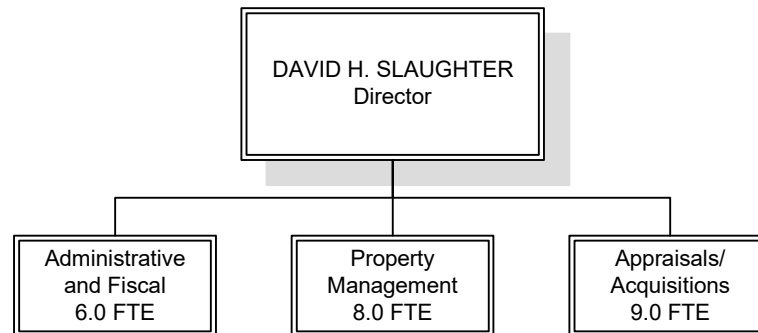 DAVID H. SLAUGHTER
Director
Administrative
and Fiscal
6.0 FTE
Property
Management
8.0 FTE
Appraisals/
Acquisitions
9.0 FTE